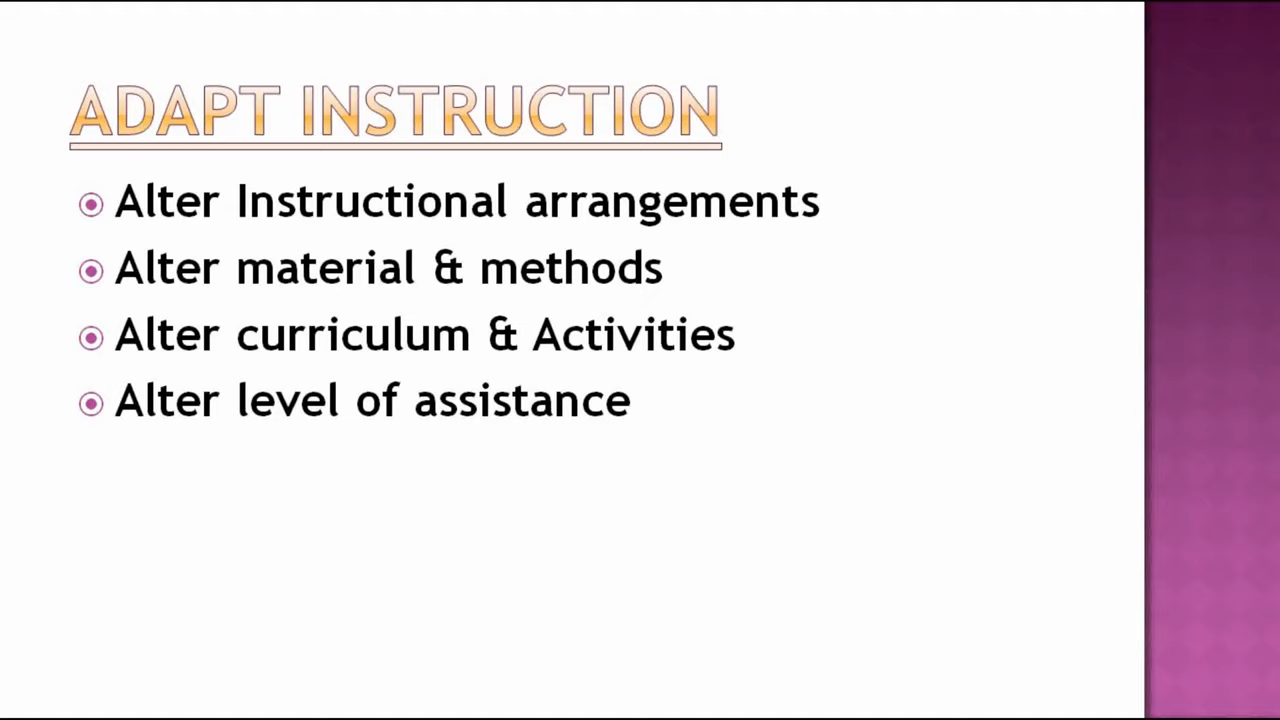 ADAPT INSTRUCTION
Alter Instructional arrangements
Alter material & methods
Alter curriculum & Activities
Alter level of assistance